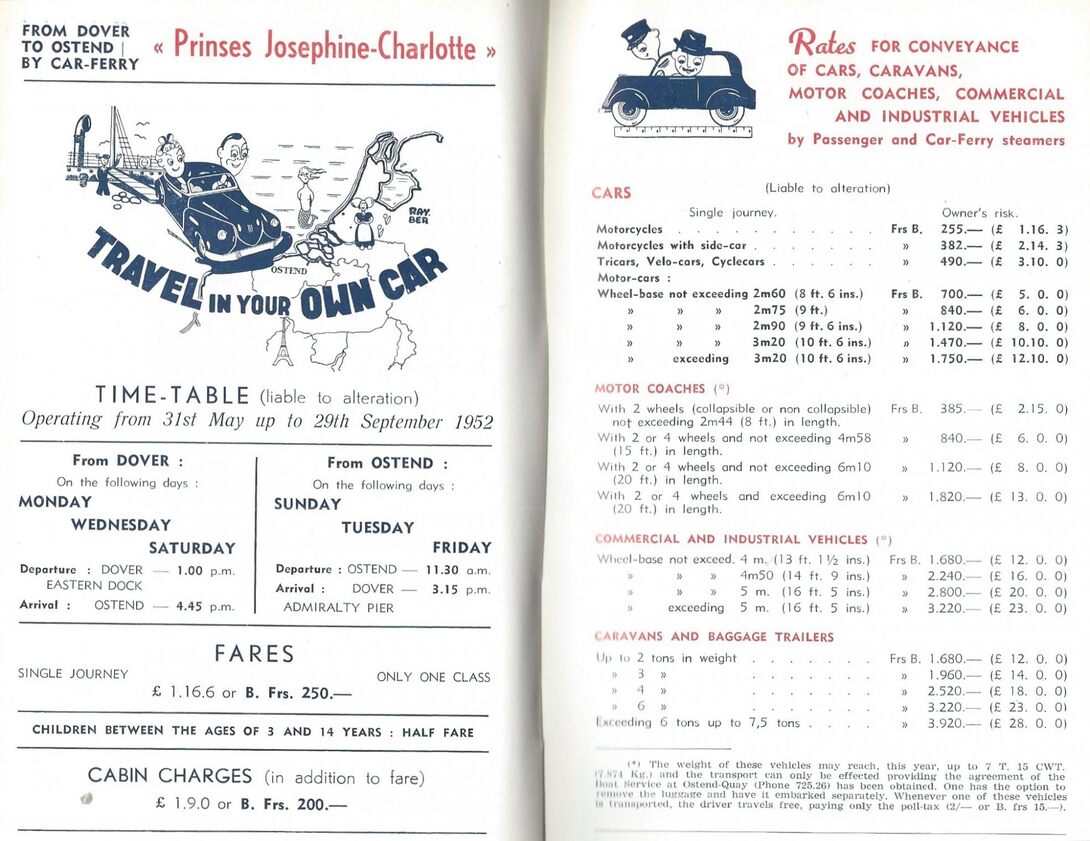 FROM DOVER
TO OSTEND |
BY CAR-FERRY
« Prinses Josephine-Charlotte »
RAY.
BER
OSTEND
TRAVEL IN YOUR OWN CAR
TIME-TABLE (liable to alteration)
Operating from 31st May up to 29th September 1952
From DOVER :
On the following days :
MONDAY
WEDNESDAY
SATURDAY
Departure : DOVER — 1.00 p.m.
EASTERN DOCK
Arrival : OSTEND — 4.45 p.m.
From OSTEND :
On the following days :
SUNDAY
TUESDAY
FRIDAY
Departure : OSTEND — 11.30 a.m.
Arrival : DOVER — 3.15 p.m.
ADMIRALTY PIER
FARES
SINGLE JOURNEY
ONLY ONE CLASS
£ 1.16.6 or B. Frs. 250.—
CHILDREN BETWEEN THE AGES OF 3 AND 14 YEARS : HALF FARE
CABIN CHARGES (in addition to fare)
£ 1.9.0 or B. Frs. 200.—
Rates FOR CONVEYANCE
OF CARS, CARAVANS,
MOTOR COACHES, COMMERCIAL
AND INDUSTRIAL VEHICLES
by Passenger and Car-Ferry steamers
(Liable to alteration)
CARS
Single journey. Owner's risk.
Motorcycles . . . . . . . . . . . Frs B. 255.— (£ 1.16. 3)
Motorcycles with side-car . . . . . . . » 382.— (£ 2.14. 3)
Tricars, Velo-cars, Cyclecars . . . . . . » 490.— (£ 3.10. 0)
Motor-cars :
Wheel-base not exceeding 2m60 (8 ft. 6 ins.) Frs B. 700.— (£ 5. 0. 0)
» » » 2m75 (9 ft.) » 840.— (£ 6. 0. 0)
» » » 2m90 (9 ft. 6 ins.) » 1.120.— (£ 8. 0. 0)
» » » 3m20 (10 ft. 6 ins.) » 1.470.— (£ 10.10. 0)
» exceeding 3m20 (10 ft. 6 ins.) » 1.750.— (£ 12.10. 0)
MOTOR COACHES (*)
With 2 wheels (collapsible or non collapsible) Frs B. 385.— (£ 2.15. 0)
not exceeding 2m44 (8 ft.) in length.
With 2 or 4 wheels and not exceeding 4m58 » 840.— (£ 6. 0. 0)
(15 ft.) in length.
With 2 or 4 wheels and not exceeding 6m10 » 1.120.— (£ 8. 0. 0)
(20 ft.) in length.
With 2 or 4 wheels and exceeding 6m10 » 1.820.— (£ 13. 0. 0)
(20 ft.) in length.
COMMERCIAL AND INDUSTRIAL VEHICLES (*)
Wheel-base not exceed. 4 m. (13 ft. 1½ ins.) Frs B. 1.680.— (£ 12. 0. 0)
» » » 4m50 (14 ft. 9 ins.) » 2.240.— (£ 16. 0. 0)
» » » 5 m. (16 ft. 5 ins.) » 2.800.— (£ 20. 0. 0)
» exceeding 5 m. (16 ft. 5 ins.) » 3.220.— (£ 23. 0. 0)
CARAVANS AND BAGGAGE TRAILERS
Up to 2 tons in weight . . . . . . . Frs B. 1.680.— (£ 12. 0. 0)
» 3 » . . . . . . . » 1.960.— (£ 14. 0. 0)
» 4 » . . . . . . . » 2.520.— (£ 18. 0. 0)
» 6 » . . . . . . . » 3.220.— (£ 23. 0. 0)
Exceeding 6 tons up to 7,5 tons . . . . » 3.920.— (£ 28. 0. 0)
(*) The weight of these vehicles may reach, this year, up to 7 T. 15 CWT.
(7.874 Kg.) and the transport can only be effected providing the agreement of the
Boat Service at Ostend-Quay (Phone 725.26) has been obtained. One has the option to
remove the luggage and have it embarked separately. Whenever one of these vehicles
is transported, the driver travels free, paying only the poll-tax (2/— or B. frs 15.—).